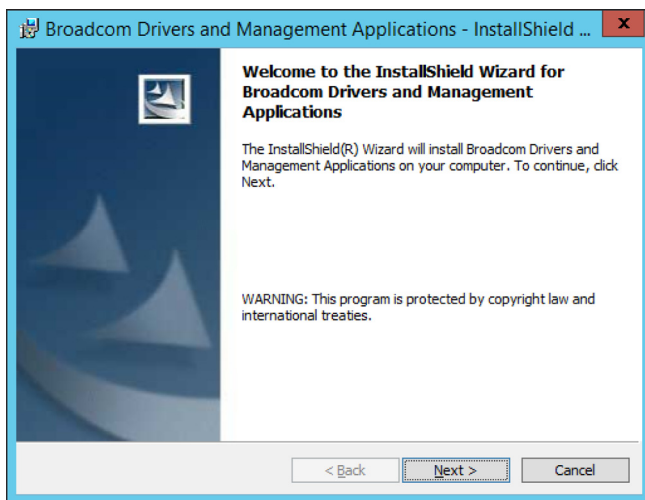 Broadcom Drivers and Management Applications - InstallShield ...
x
Welcome to the InstallShield Wizard for
Broadcom Drivers and Management
Applications
The InstallShield(R) Wizard will install Broadcom Drivers and
Management Applications on your computer. To continue, click
Next.
WARNING: This program is protected by copyright law and
international treaties.
< Back
Next >
Cancel